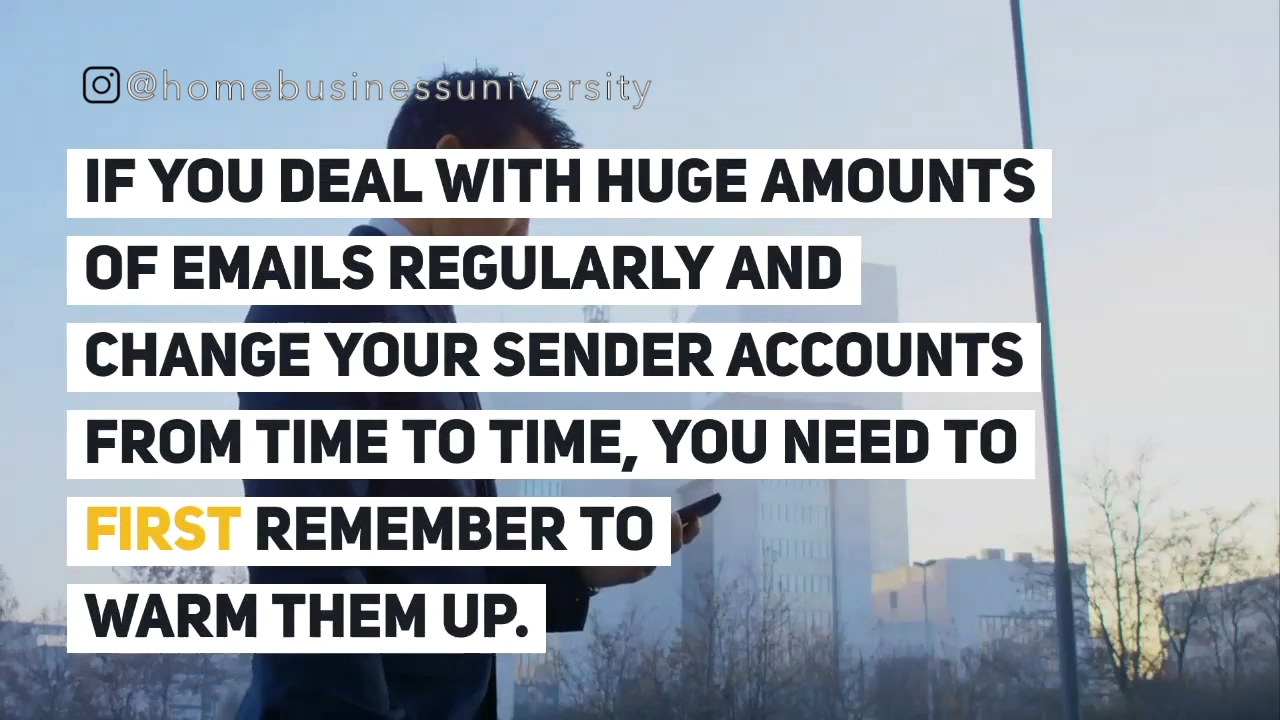 @homebusinessuniversity
IF YOU DEAL WITH HUGE AMOUNTS
OF EMAILS REGULARLY AND
CHANGE YOUR SENDER ACCOUNTS
FROM TIME TO TIME, YOU NEED TO
FIRST REMEMBER TO
WARM THEM UP.